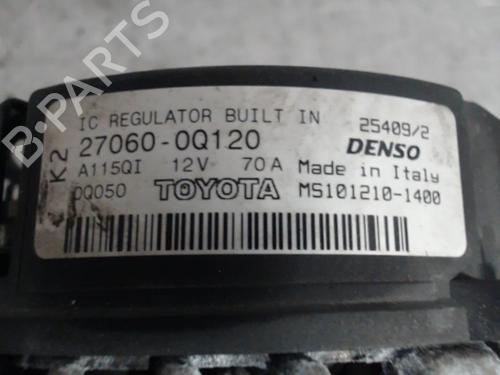 B-PARTS
IC REGULATOR BUILT IN
25409/2
K2
27060-0Q120
DENSO
A115QI 12V 70A
Made in Italy
0Q050
TOYOTA
MS101210-1400